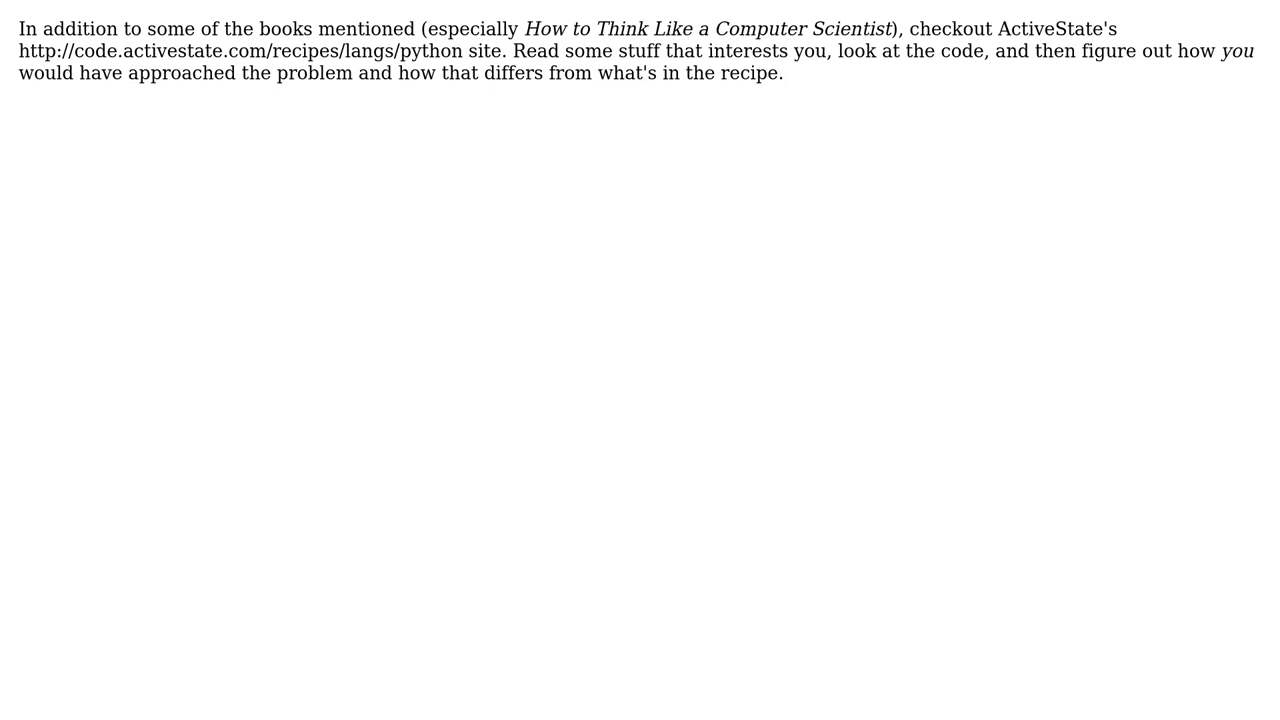 In addition to some of the books mentioned (especially How to Think Like a Computer Scientist), checkout ActiveState's
http://code.activestate.com/recipes/langs/python site. Read some stuff that interests you, look at the code, and then figure out how you
would have approached the problem and how that differs from what's in the recipe.